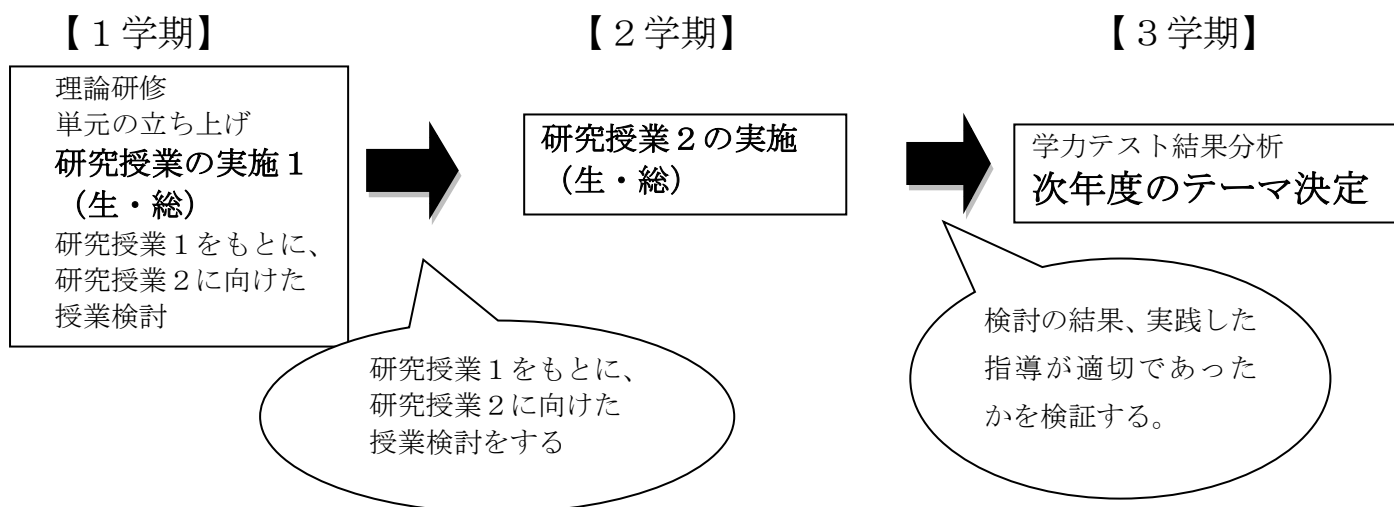 【１学期】
【２学期】
【３学期】
理論研修
単元の立ち上げ
研究授業の実施１
（生・総）
研究授業１をもとに、
研究授業２に向けた
授業検討
研究授業２の実施
（生・総）
学力テスト結果分析
次年度のテーマ決定
研究授業１をもとに、
研究授業２に向けた
授業検討をする
検討の結果、実践した
指導が適切であった
かを検証する。